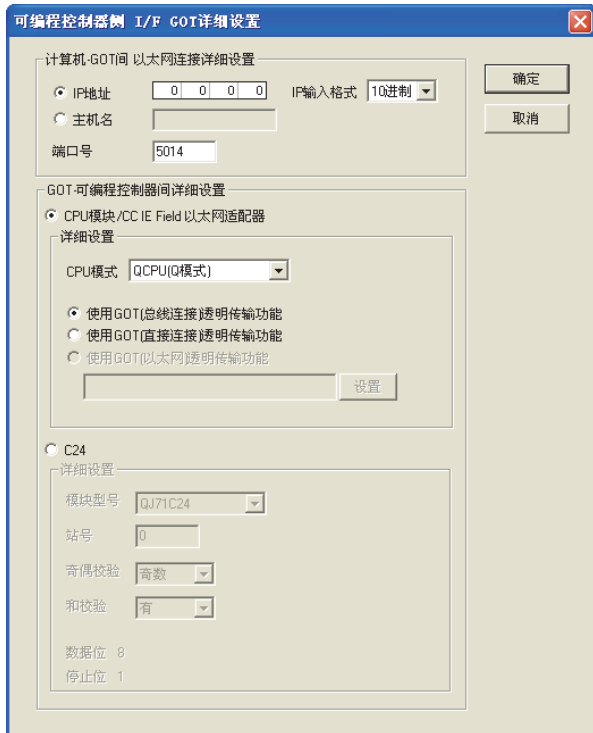 可编程控制器侧 I/F GOT详细设置
计算机-GOT间 以太网连接详细设置
IP地址 0 0 0 0 IP输入格式 10进制
主机名
端口号 5014
确定
取消
GOT-可编程控制器间详细设置
CPU模块/CC IE Field 以太网适配器
详细设置
CPU模式 QCPU(Q模式)
使用GOT(总线连接)透明传输功能
使用GOT(直接连接)透明传输功能
使用GOT(以太网)透明传输功能
设置
C24
详细设置
模块型号 QJ71C24
站号 0
奇偶校验 奇数
和校验 有
数据位 8
停止位 1